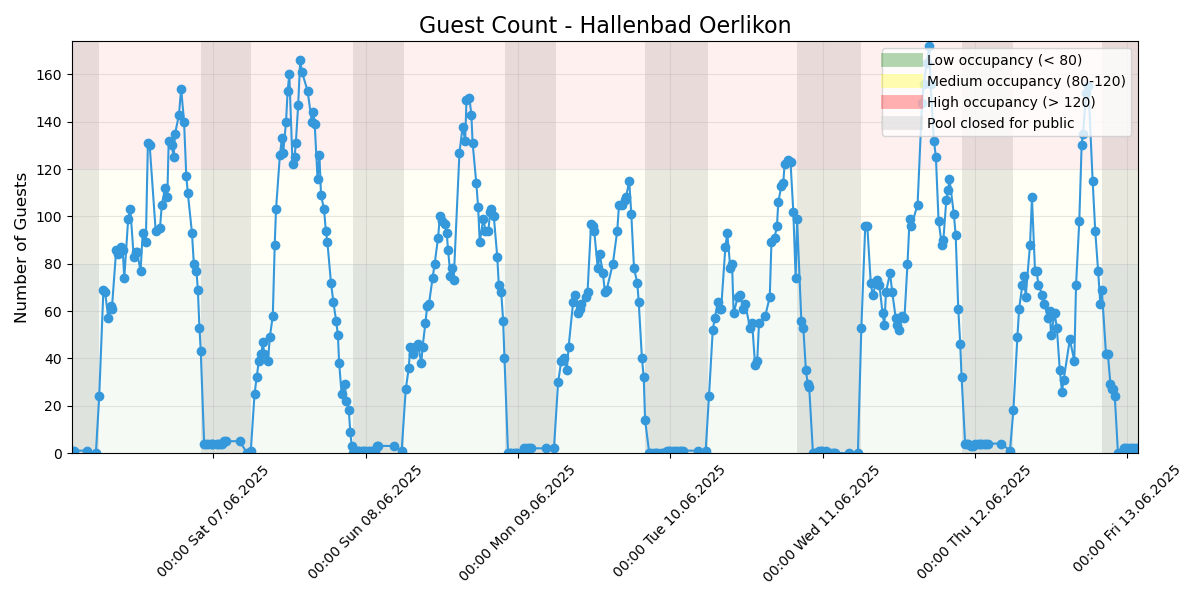 Guest Count - Hallenbad Oerlikon
Low occupancy (< 80)
Medium occupancy (80-120)
High occupancy (> 120)
Pool closed for public
Number of Guests
160
140
120
100
80
60
40
20
0
00:00 Sat 07.06.2025
00:00 Sun 08.06.2025
00:00 Mon 09.06.2025
00:00 Tue 10.06.2025
00:00 Wed 11.06.2025
00:00 Thu 12.06.2025
00:00 Fri 13.06.2025